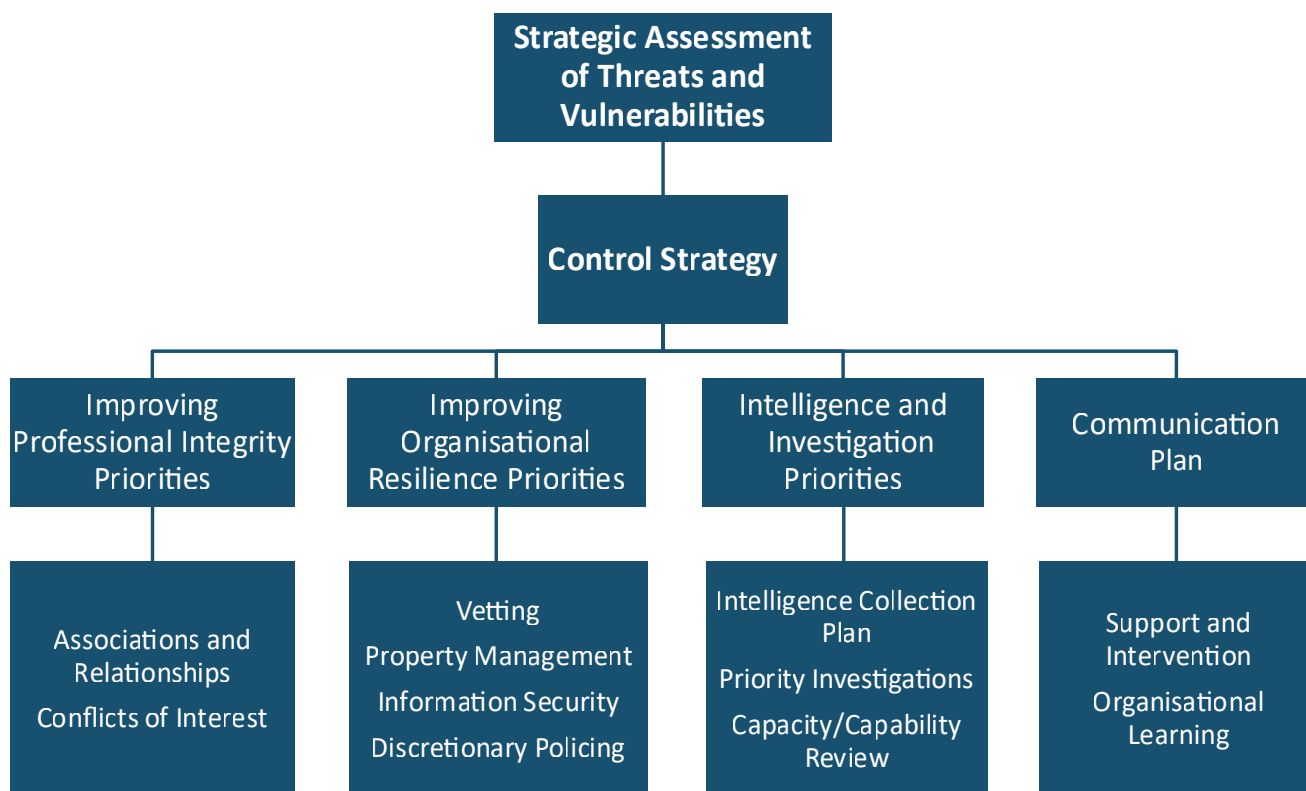 Strategic Assessment
of Threats and
Vulnerabilities
Control Strategy
Improving
Professional Integrity
Priorities
Improving
Organisational
Resilience Priorities
Intelligence and
Investigation
Priorities
Communication
Plan
Associations and
Relationships
Conflicts of Interest
Vetting
Property Management
Information Security
Discretionary Policing
Intelligence Collection
Plan
Priority Investigations
Capacity/Capability
Review
Support and
Intervention
Organisational
Learning